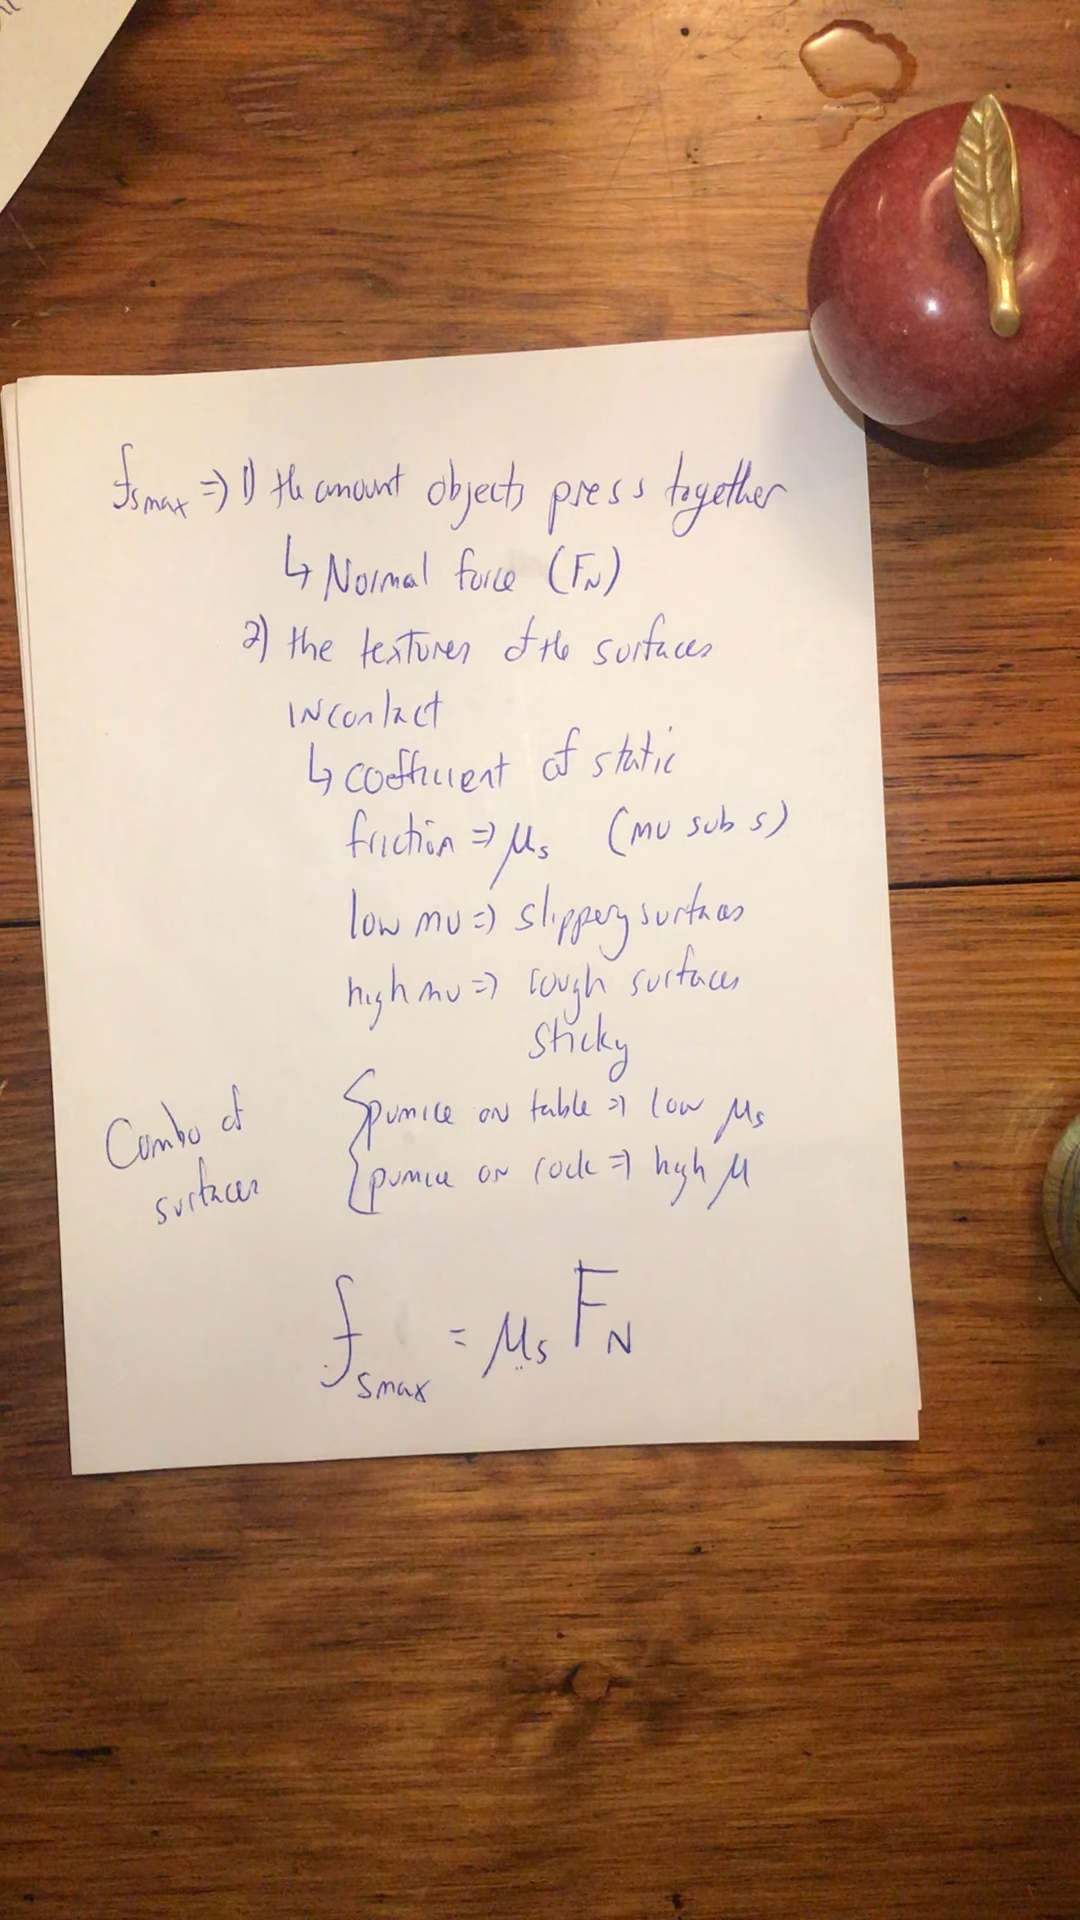 fsmax => 1) the amount objects press together
↳ Normal force (FN)
2) the textures of the surfaces
in contact
↳ coefficient of static
friction => μs (mu sub s)
low mu => slippery surfaces
high mu => rough surfaces
sticky
Combo of
surfaces
{pumice on table => low μs
{pumice on rock => high μ
fsmax = μs FN